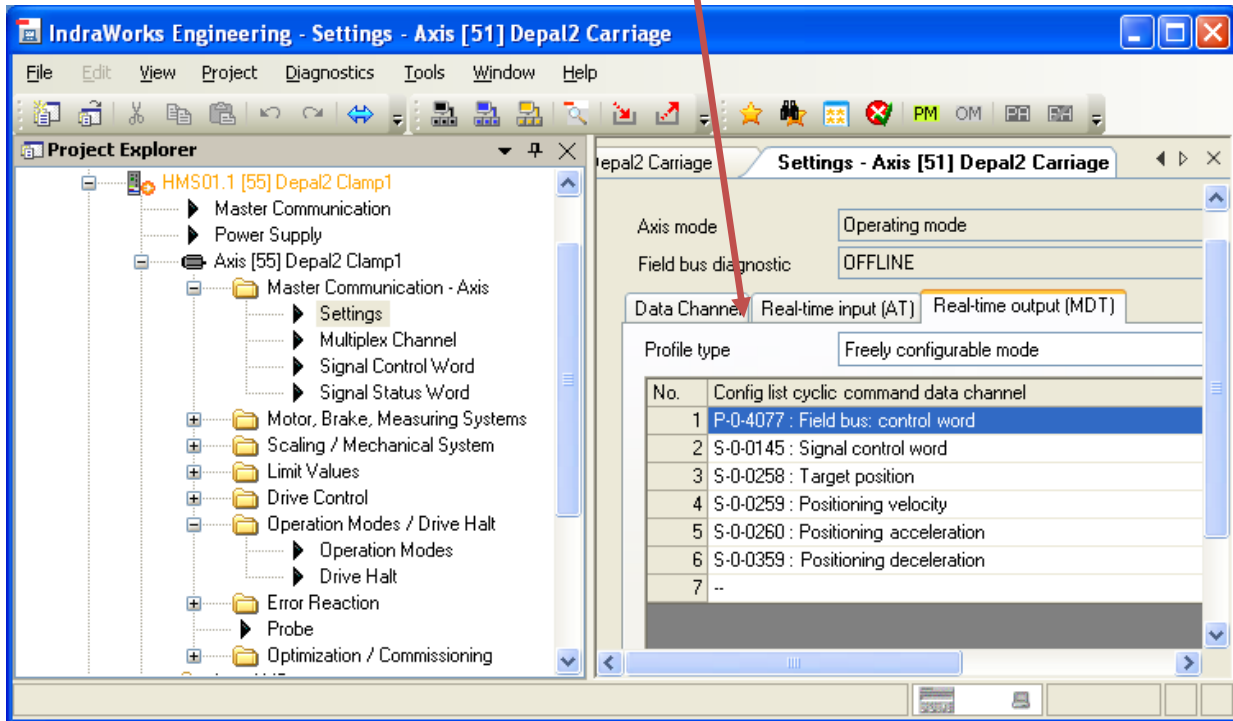 IndraWorks Engineering - Settings - Axis [51] Depal2 Carriage
File Edit View Project Diagnostics Tools Window Help
PM OM
Project Explorer
HMS01.1 [55] Depal2 Clamp1
Master Communication
Power Supply
Axis [55] Depal2 Clamp1
Master Communication - Axis
Settings
Multiplex Channel
Signal Control Word
Signal Status Word
Motor, Brake, Measuring Systems
Scaling / Mechanical System
Limit Values
Drive Control
Operation Modes / Drive Halt
Operation Modes
Drive Halt
Error Reaction
Probe
Optimization / Commissioning
epal2 Carriage Settings - Axis [51] Depal2 Carriage
Axis mode Operating mode
Field bus diagnostic OFFLINE
Data Channel Real-time input (AT) Real-time output (MDT)
Profile type Freely configurable mode
No. Config list cyclic command data channel
1 P-0-4077 : Field bus: control word
2 S-0-0145 : Signal control word
3 S-0-0258 : Target position
4 S-0-0259 : Positioning velocity
5 S-0-0260 : Positioning acceleration
6 S-0-0359 : Positioning deceleration
7 --